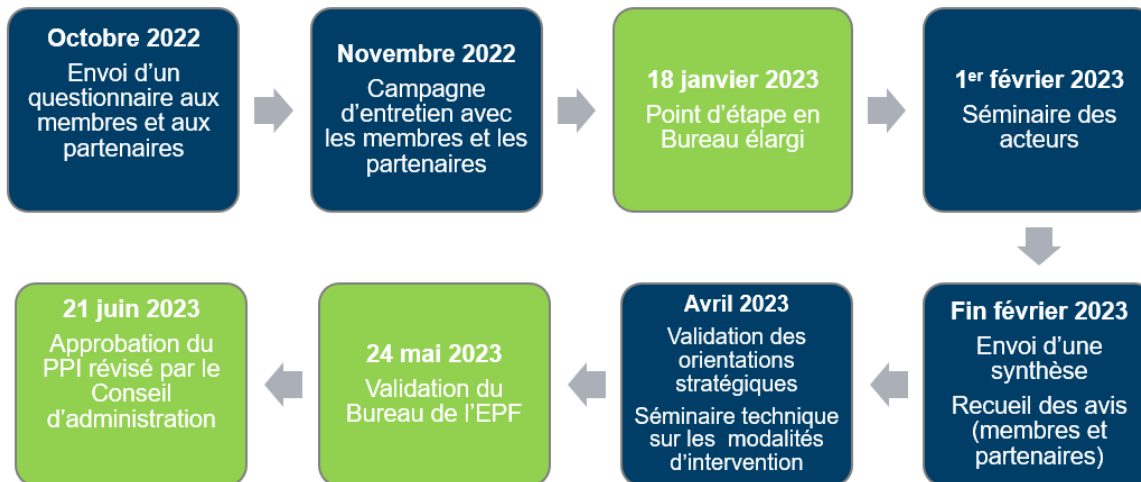 Octobre 2022
Envoi d’un
questionnaire aux
membres et aux
partenaires
Novembre 2022
Campagne
d’entretien avec
les membres et les
partenaires
18 janvier 2023
Point d’étape en
Bureau élargi
1er février 2023
Séminaire des
acteurs
Fin février 2023
Envoi d’une
synthèse
Recueil des avis
(membres et
partenaires)
Avril 2023
Validation des
orientations
stratégiques
Séminaire technique
sur les modalités
d’intervention
24 mai 2023
Validation du
Bureau de l’EPF
21 juin 2023
Approbation du
PPI révisé par le
Conseil
d’administration